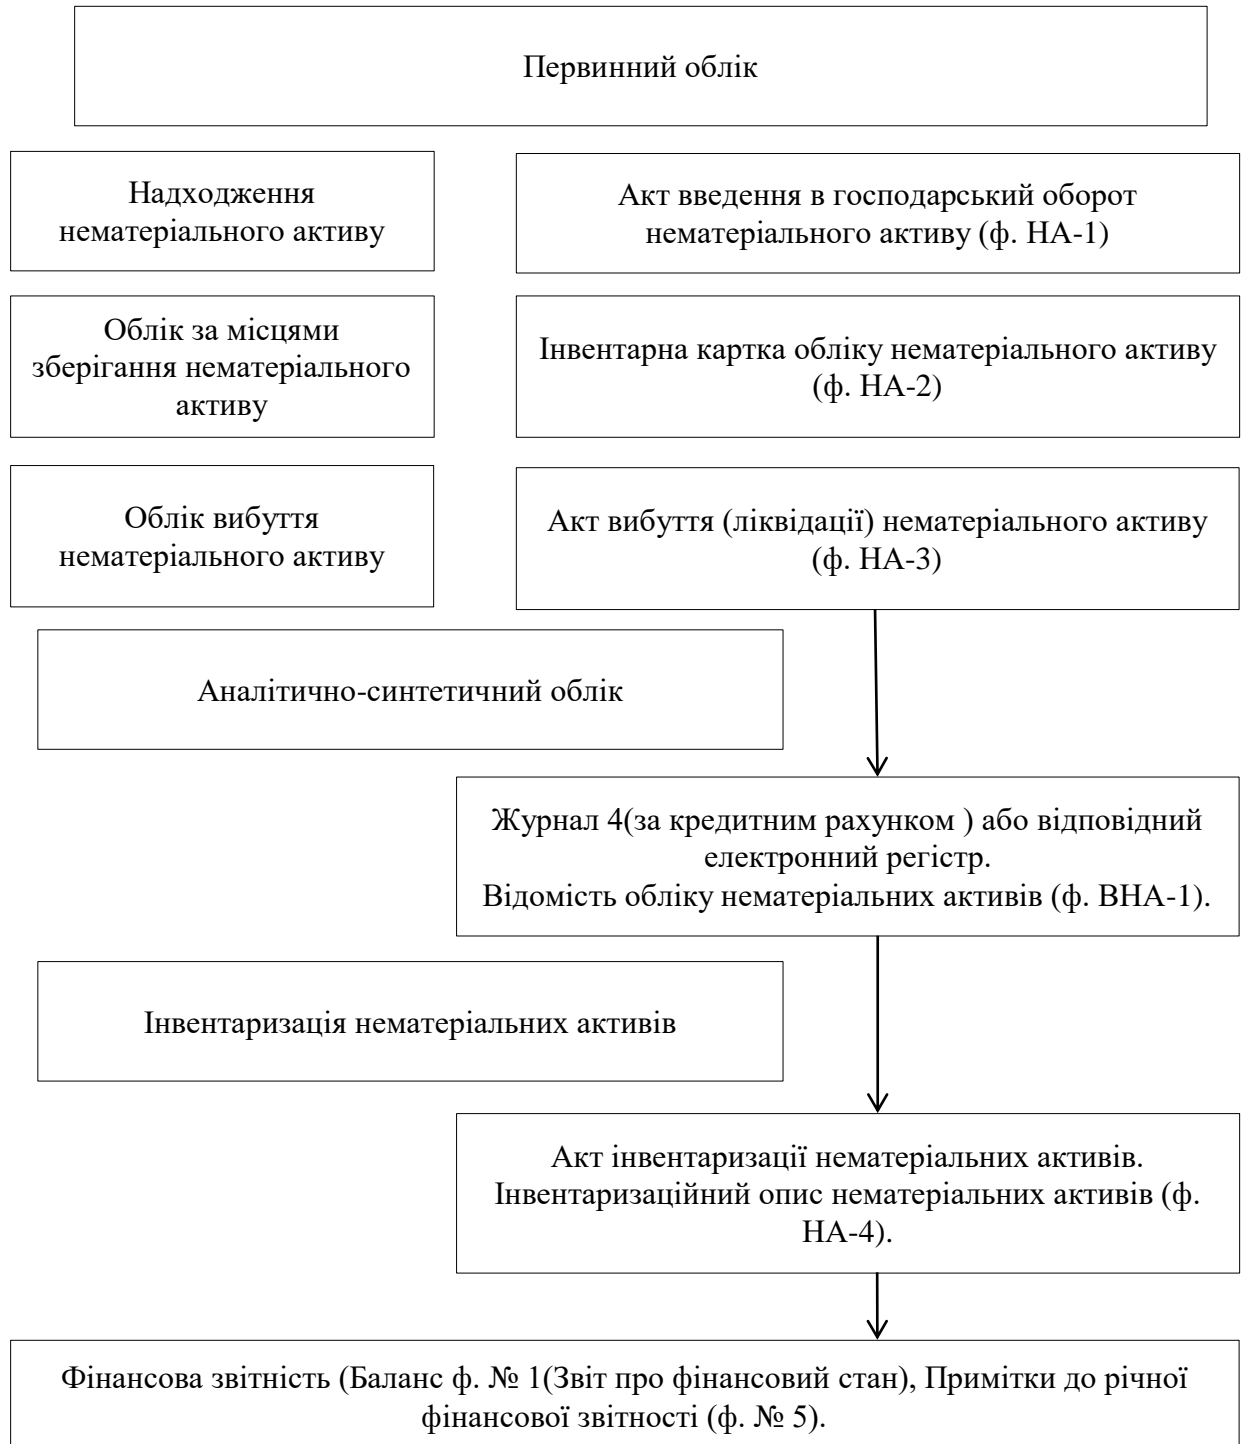 Первинний облік
Надходження
нематеріального активу
Акт введення в господарський оборот
нематеріального активу (ф. НА-1)
Облік за місцями
зберігання нематеріального
активу
Інвентарна картка обліку нематеріального активу
(ф. НА-2)
Облік вибуття
нематеріального активу
Акт вибуття (ліквідації) нематеріального активу
(ф. НА-3)
Аналітично-синтетичний облік
Журнал 4(за кредитним рахунком ) або відповідний
електронний регістр.
Відомість обліку нематеріальних активів (ф. ВНА-1).
Інвентаризація нематеріальних активів
Акт інвентаризації нематеріальних активів.
Інвентаризаційний опис нематеріальних активів (ф.
НА-4).
Фінансова звітність (Баланс ф. № 1(Звіт про фінансовий стан), Примітки до річної
фінансової звітності (ф. № 5).